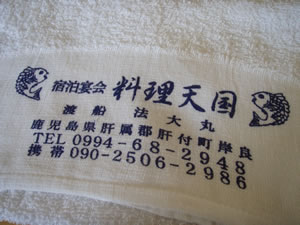 宿泊宴会 料理天国
渡船法大丸
鹿児島県肝属郡肝付町岸良
TEL 0994-68-2948
携帯 090-2506-2986